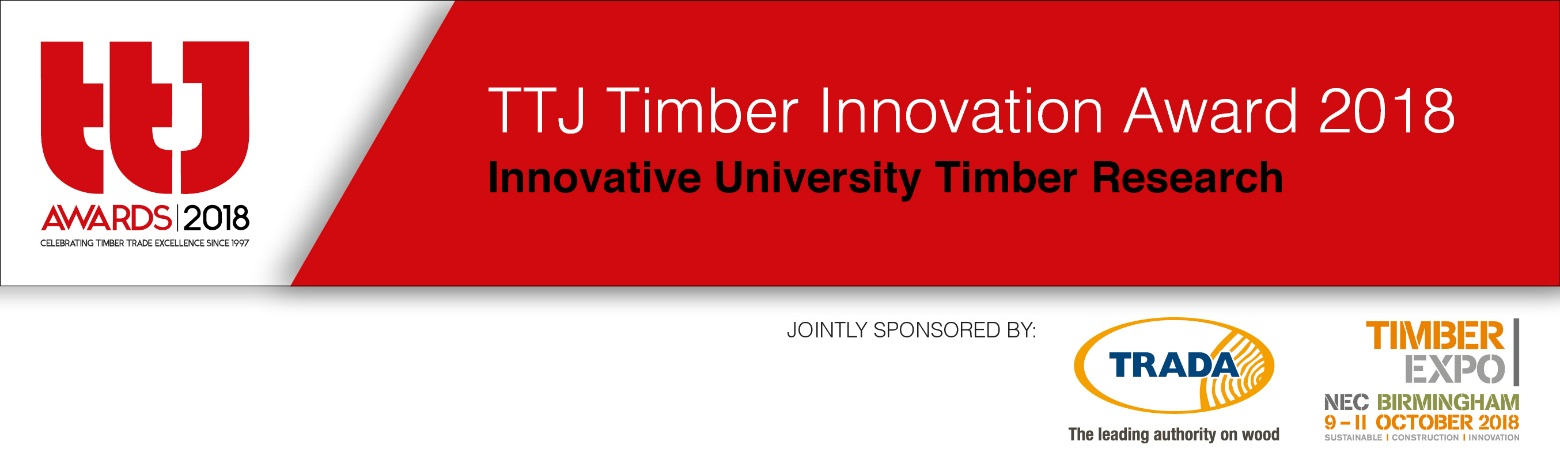 ttJ
AWARDS|2018
CELEBRATING TIMBER TRADE EXCELLENCE SINCE 1997
TTJ Timber Innovation Award 2018
Innovative University Timber Research
JOINTLY SPONSORED BY:
TRADA
The leading authority on wood
TIMBER
EXPO
NEC BIRMINGHAM
9-11 OCTOBER 2018
SUSTAINABLE | CONSTRUCTION | INNOVATION